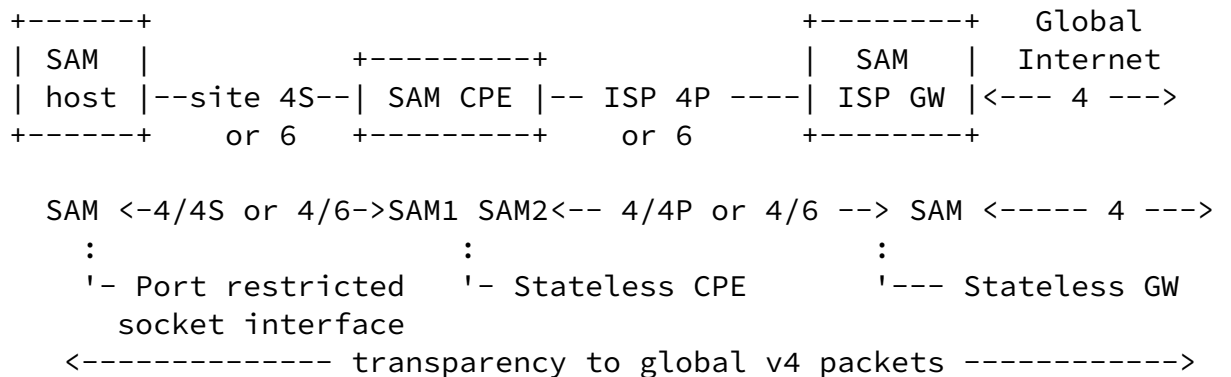 +------+                                     +--------+   Global
| SAM  |             +---------+             |  SAM   |  Internet
| host |--site 4S--| SAM CPE |-- ISP 4P ----| ISP GW |<--- 4 --->
+------+    or 6   +---------+     or 6     +--------+
SAM <-4/4S or 4/6->SAM1 SAM2<-- 4/4P or 4/6 --> SAM <----- 4 --->
:                  :                    :
'- Port restricted   '- Stateless CPE      '--- Stateless GW
socket interface
<-------------- transparency to global v4 packets ------------>